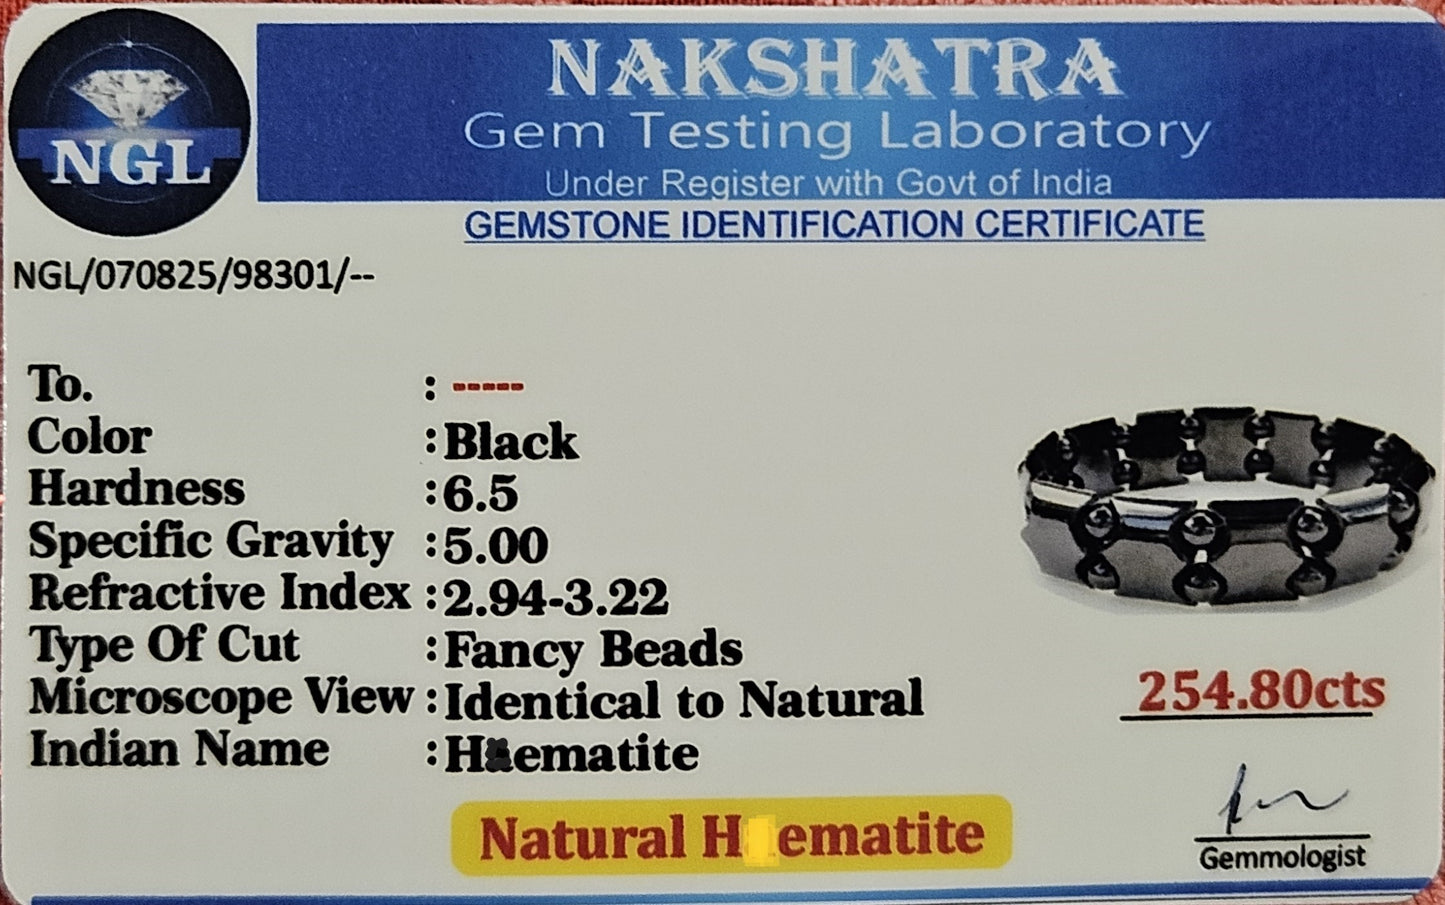 NGL
NAKSHATRA
Gem Testing Laboratory
Under Register with Govt of India
GEMSTONE IDENTIFICATION CERTIFICATE
NGL/070825/98301/--
To. : -----
Color : Black
Hardness : 6.5
Specific Gravity : 5.00
Refractive Index : 2.94-3.22
Type Of Cut : Fancy Beads
Microscope View : Identical to Natural
Indian Name :
254.80cts
Natural
Gemmologist